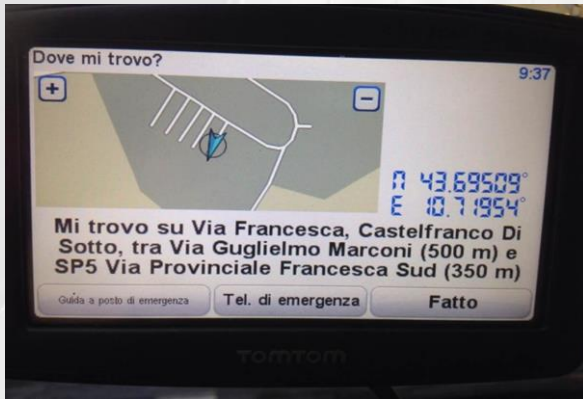 Dove mi trovo?
9:37
+
−
N 43.69509°
E 10.71954°
Mi trovo su Via Francesca, Castelfranco Di
Sotto, tra Via Guglielmo Marconi (500 m) e
SP5 Via Provinciale Francesca Sud (350 m)
Guida a posto di emergenza
Tel. di emergenza
Fatto
TOMTOM